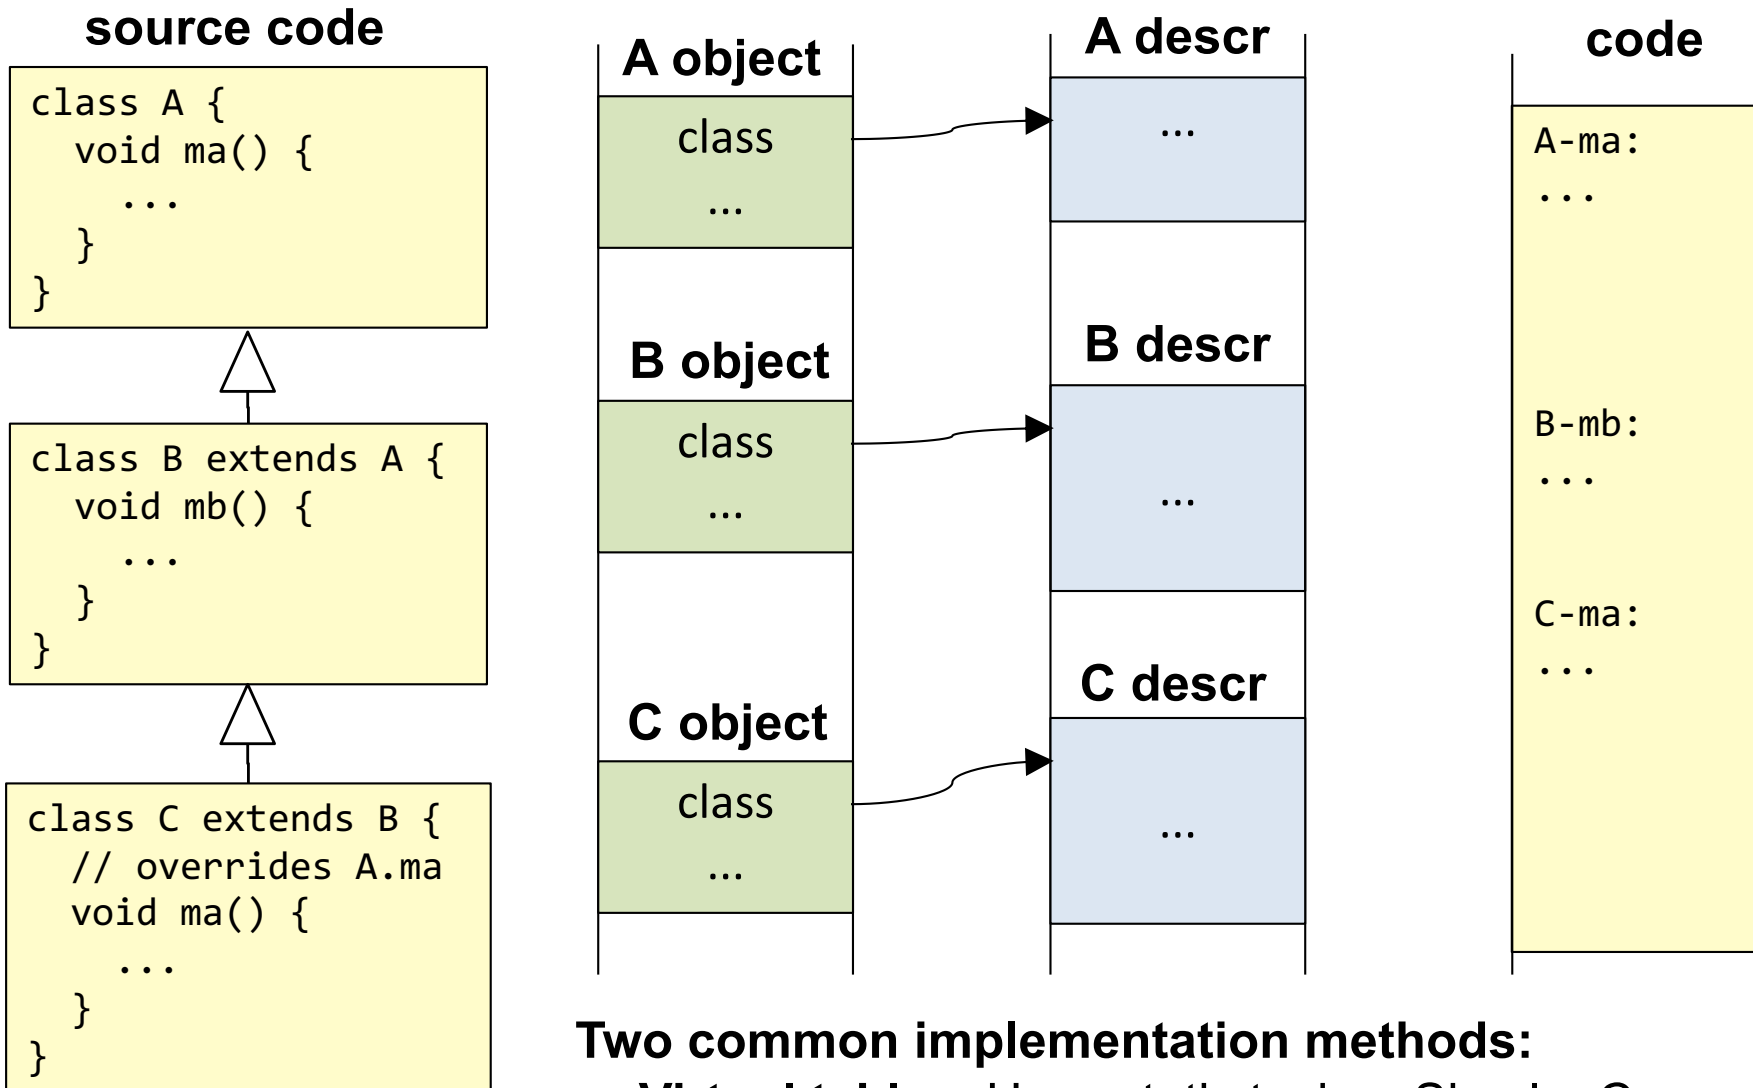 source code
class A {
void ma() {
...
}
}
class B extends A {
void mb() {
...
}
}
class C extends B {
// overrides A.ma
void ma() {
...
}
}
A object
class
...
B object
class
...
C object
class
...
A descr
...
B descr
...
C descr
...
code
A-ma:
...
B-mb:
...
C-ma:
...
Two common implementation methods: